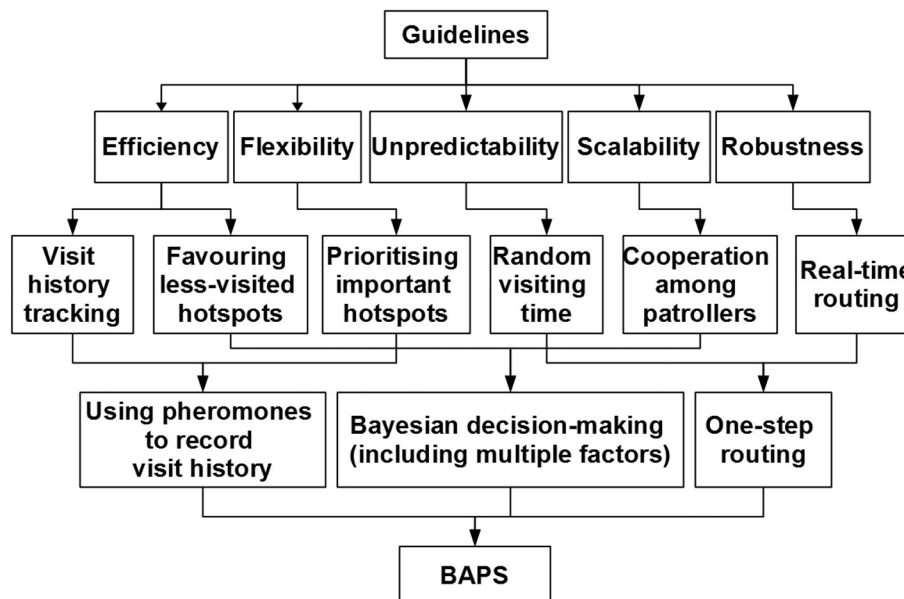 Guidelines
Efficiency
Flexibility
Unpredictability
Scalability
Robustness
Visit
history
tracking
Favouring
less-visited
hotspots
Prioritising
important
hotspots
Random
visiting
time
Cooperation
among
patrollers
Real-time
routing
Using pheromones
to record
visit history
Bayesian decision-making
(including multiple factors)
One-step
routing
BAPS